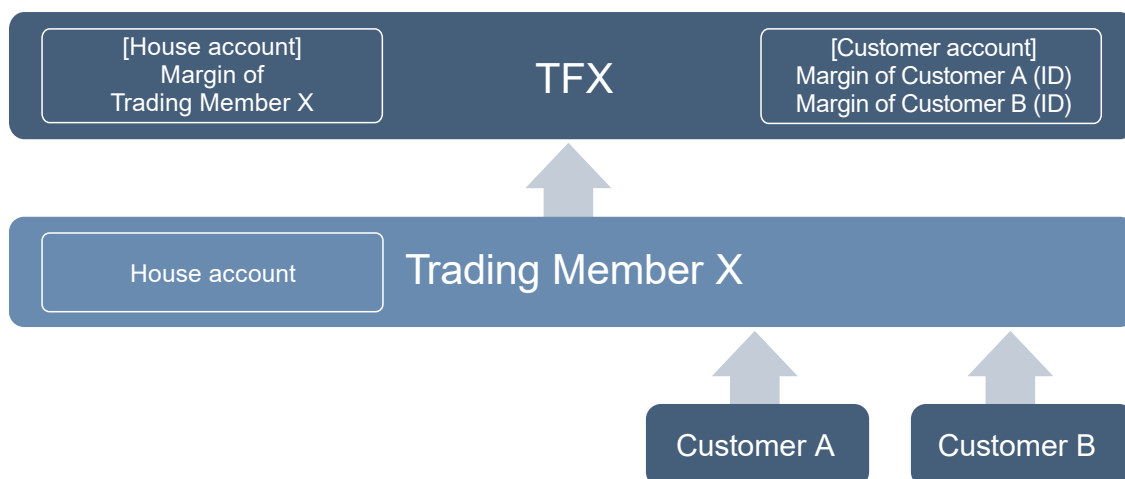 [House account]
Margin of
Trading Member X
TFX
[Customer account]
Margin of Customer A (ID)
Margin of Customer B (ID)
House account
Trading Member X
Customer A
Customer B